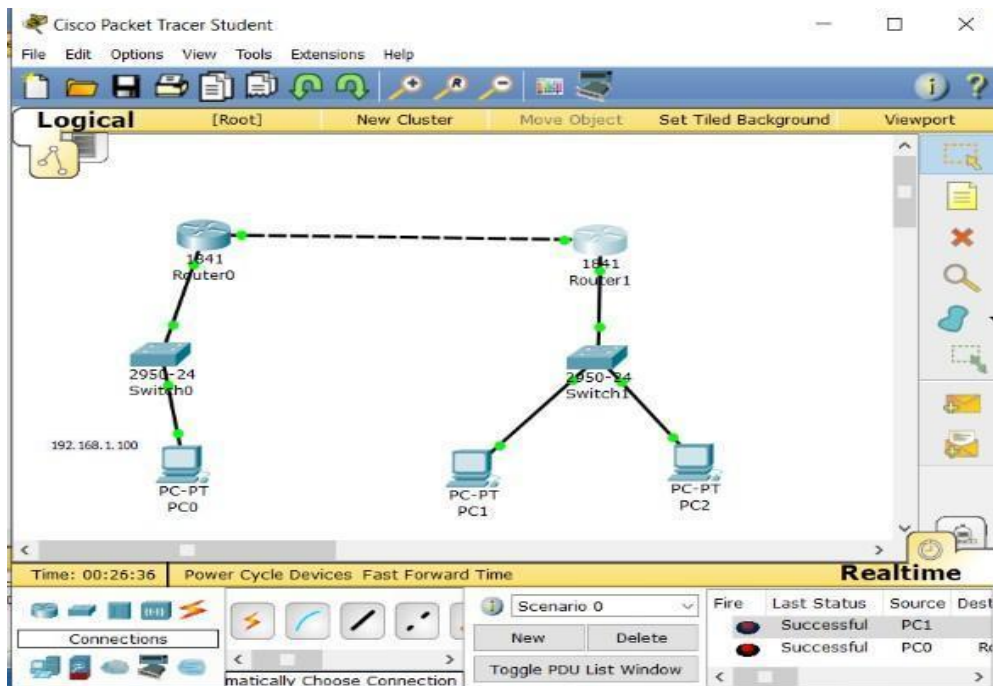 Cisco Packet Tracer Student
File Edit Options View Tools Extensions Help
Logical [Root] New Cluster Move Object Set Tiled Background Viewport
1841
Router0
1841
Router1
2950-24
Switch0
2950-24
Switch1
192.168.1.100
PC-PT
PC0
PC-PT
PC1
PC-PT
PC2
Time: 00:26:36 Power Cycle Devices Fast Forward Time Realtime
Connections
matically Choose Connection
Scenario 0
New Delete
Toggle PDU List Window
Fire Last Status Source Dest
Successful PC1
Successful PC0 Ro